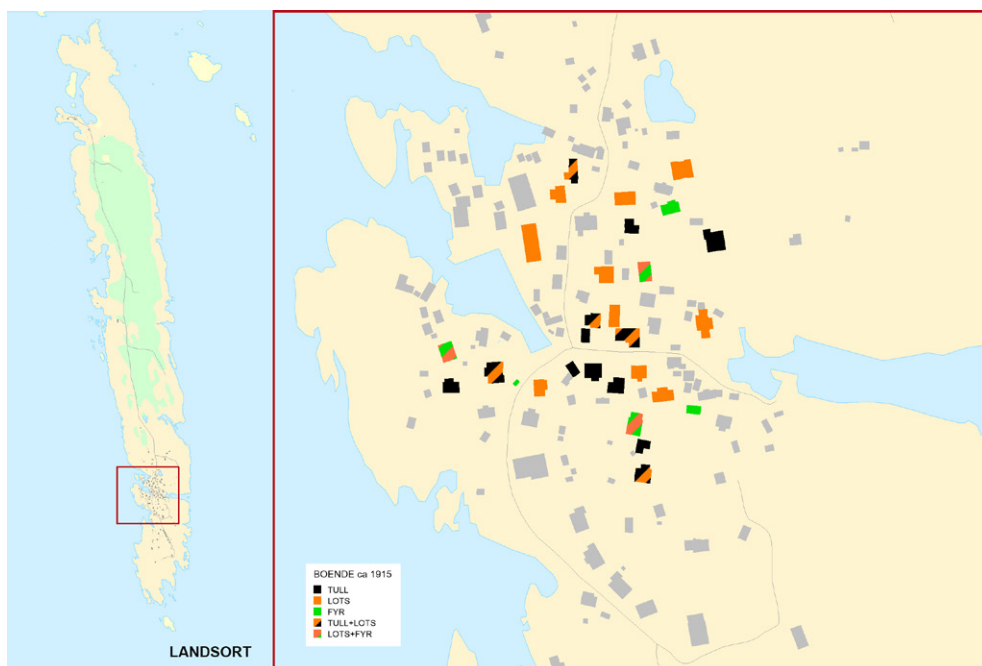 LANDSORT
BOENDE ca 1915
TULL
LOTS
FYR
TULL+LOTS
LOTS+FYR